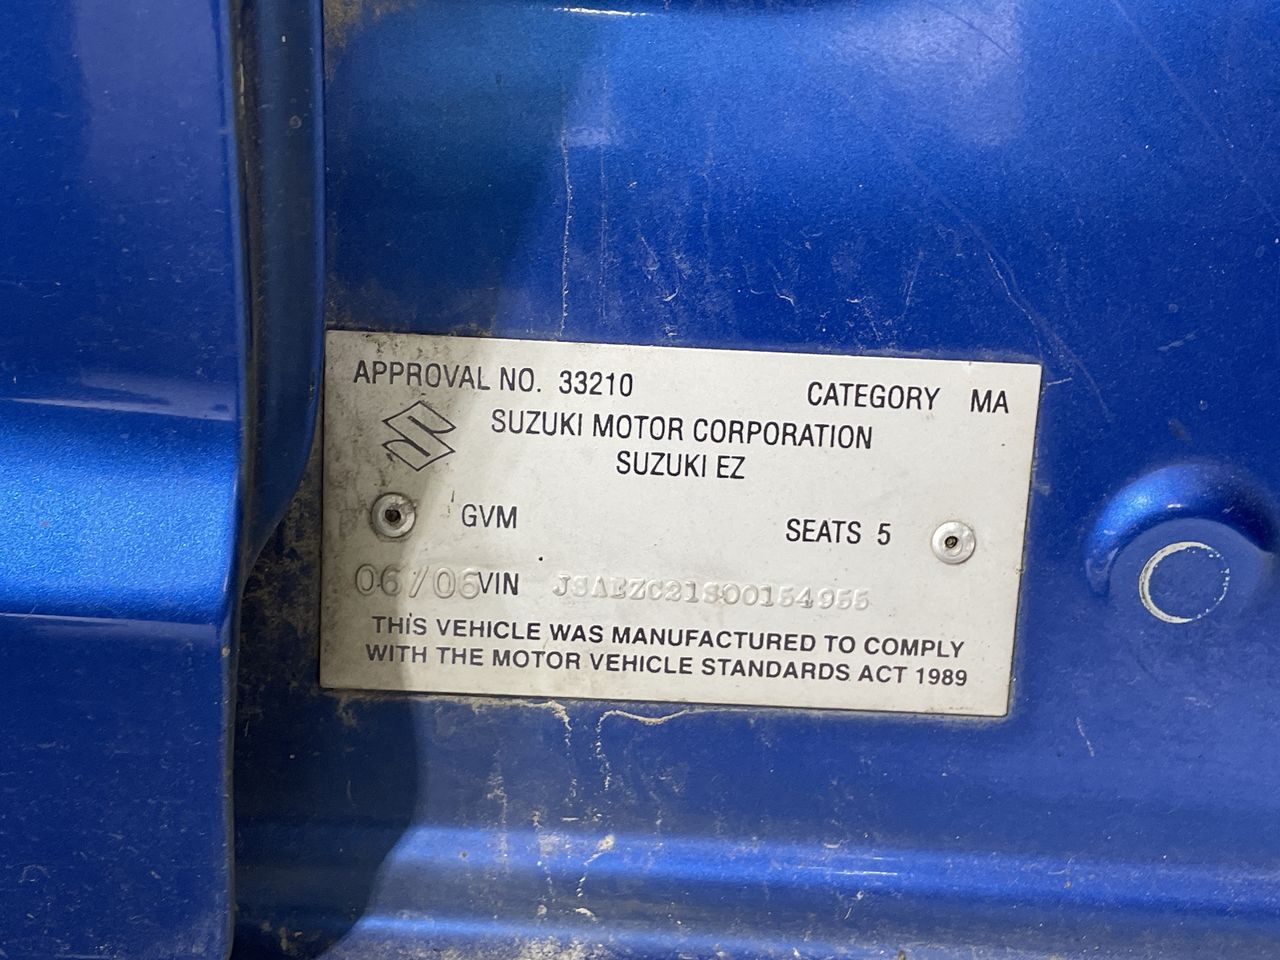 APPROVAL NO. 33210 CATEGORY MA
SUZUKI MOTOR CORPORATION
SUZUKI EZ
GVM SEATS 5
06/06 VIN JSAEZC21S00154955
THIS VEHICLE WAS MANUFACTURED TO COMPLY
WITH THE MOTOR VEHICLE STANDARDS ACT 1989